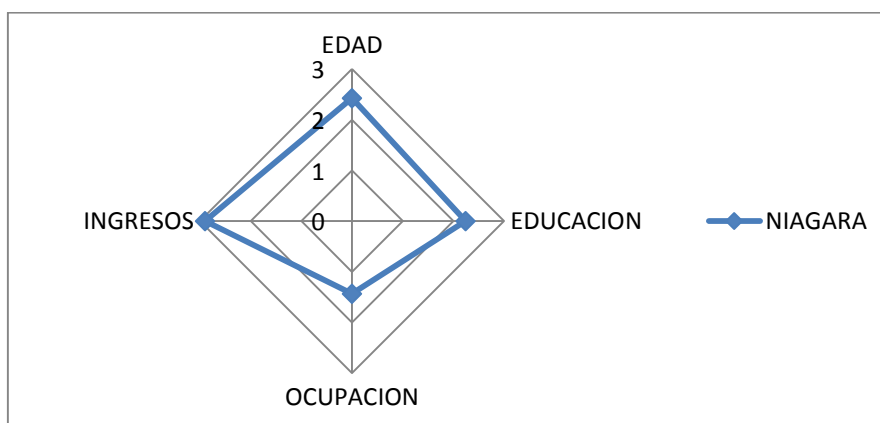 EDAD
3
2
1
INGRESOS 0 EDUCACION NIAGARA
OCUPACION